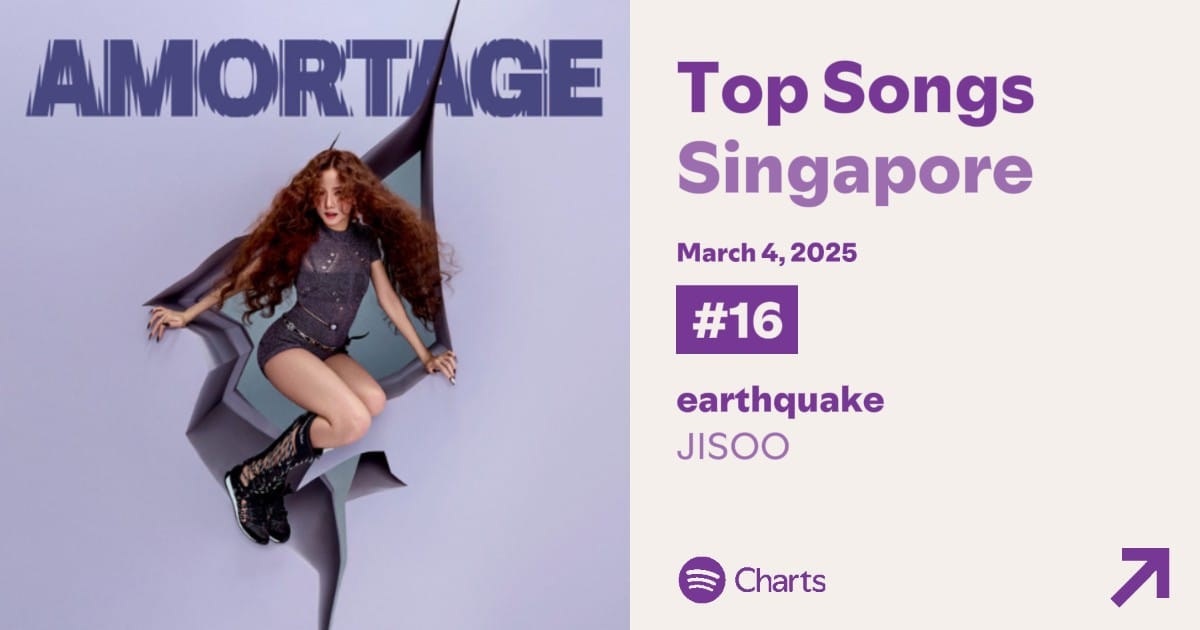 AMORTAGE
Top Songs
Singapore
March 4, 2025
#16
earthquake
JISOO
Charts